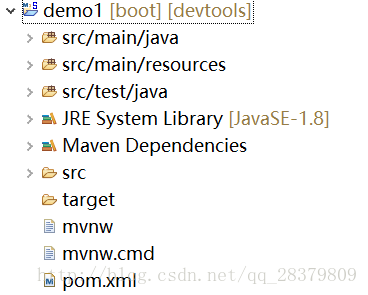 demo1 [boot] [devtools]
src/main/java
src/main/resources
src/test/java
JRE System Library [JavaSE-1.8]
Maven Dependencies
src
target
mvnw
mvnw.cmd
http://blog.csdn.net/qq_28379809
pom.xml